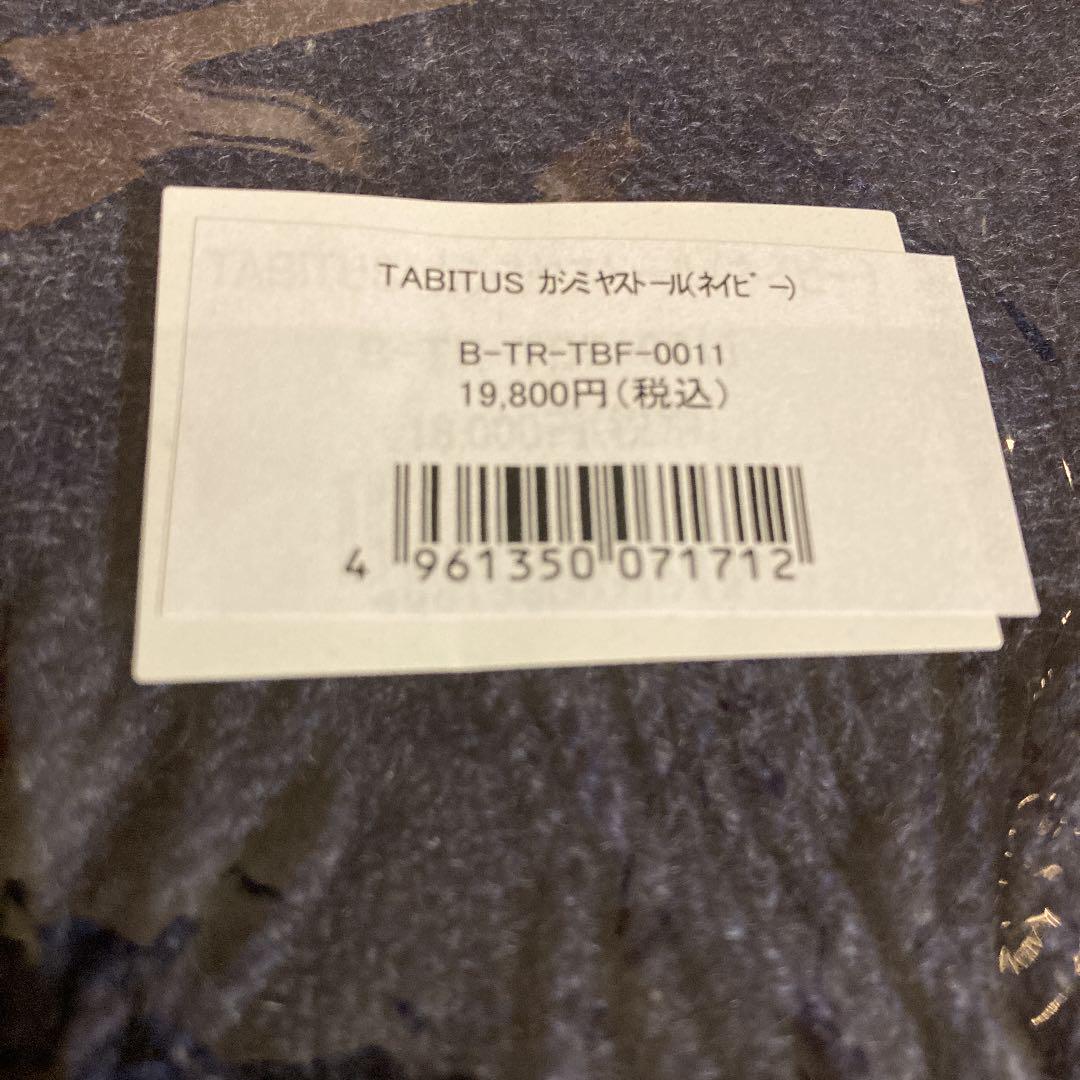 TABITUS ｶｼﾐﾔｽﾄｰﾙ(ﾈｲﾋﾞｰ)
B-TR-TBF-0011
19,800円(税込)
4 961350 071712